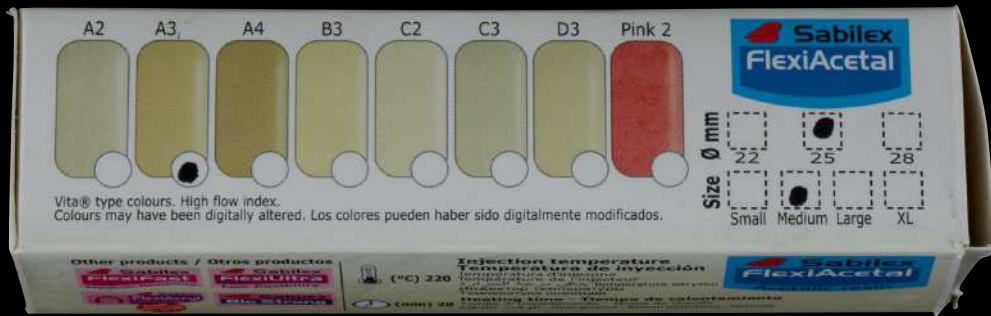 A2 A3 A4 B3 C2 C3 D3 Pink 2
Sabilex
FlexiAcetal
Ø mm
22 25 28
Size
Small Medium Large XL
Vita® type colours. High flow index.
Colours may have been digitally altered. Los colores pueden haber sido digitalmente modificados.
Other products / Otros productos
Sabilex
FlexiFast
Sabilex
FlexiUltra
(°C) 220
Injection temperature
Temperatura de inyección
Sabilex
FlexiAcetal
(min) 20
Heating time - Tiempo de calentamiento